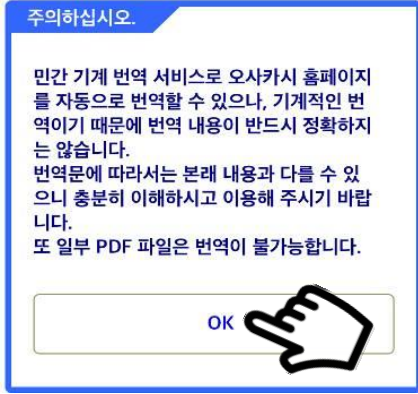 주의하십시오.
민간 기계 번역 서비스로 오사카시 홈페이지
를 자동으로 번역할 수 있으나, 기계적인 번
역이기 때문에 번역 내용이 반드시 정확하지
는 않습니다.
번역문에 따라서는 본래 내용과 다를 수 있
으니 충분히 이해하시고 이용해 주시기 바랍
니다.
또 일부 PDF 파일은 번역이 불가능합니다.
OK